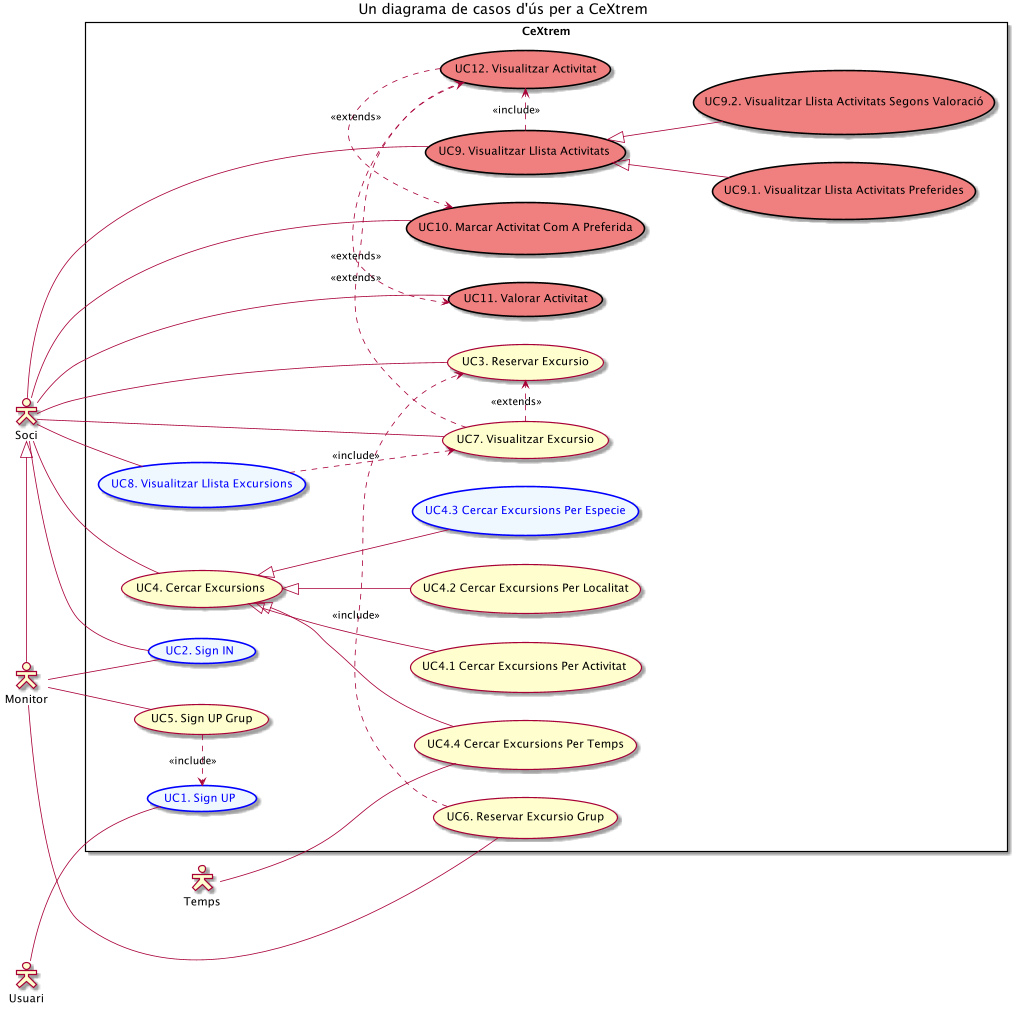 Un diagrama de casos d'ús per a CeXtrem
CeXtrem
UC12. Visualitzar Activitat
UC9.2. Visualitzar Llista Activitats Segons Valoració
«include»
«extends»
UC9. Visualitzar Llista Activitats
UC9.1. Visualitzar Llista Activitats Preferides
UC10. Marcar Activitat Com A Preferida
«extends»
«extends»
UC11. Valorar Activitat
UC3. Reservar Excursio
«extends»
Soci
UC7. Visualitzar Excursio
«include»
UC8. Visualitzar Llista Excursions
UC4.3 Cercar Excursions Per Especie
UC4. Cercar Excursions
UC4.2 Cercar Excursions Per Localitat
«include»
UC2. Sign IN
UC4.1 Cercar Excursions Per Activitat
Monitor
UC5. Sign UP Grup
UC4.4 Cercar Excursions Per Temps
«include»
UC1. Sign UP
UC6. Reservar Excursio Grup
Temps
Usuari